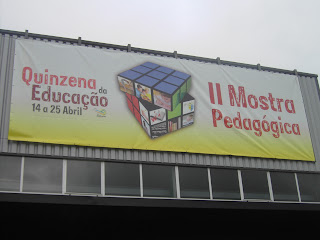 Quinzena da
Educação
14 a 25 Abril
II Mostra
Pedagógica